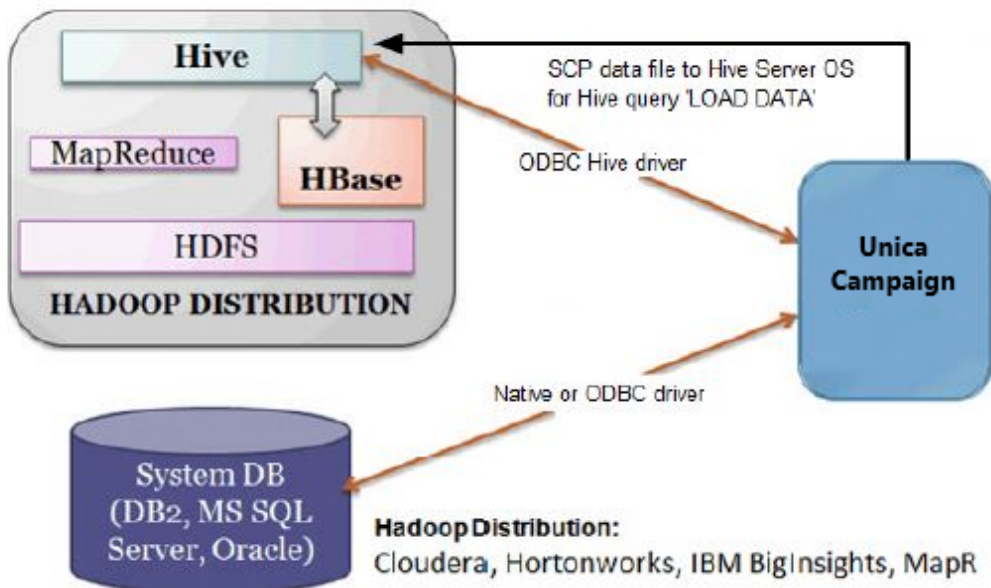 Hive
SCP data file to Hive Server OS
for Hive query 'LOAD DATA'
MapReduce
HBase
ODBC Hive driver
HDFS
HADOOP DISTRIBUTION
Unica
Campaign
Native or ODBC driver
System DB
(DB2, MS SQL
Server, Oracle)
Hadoop Distribution:
Cloudera, Hortonworks, IBM BigInsights, MapR